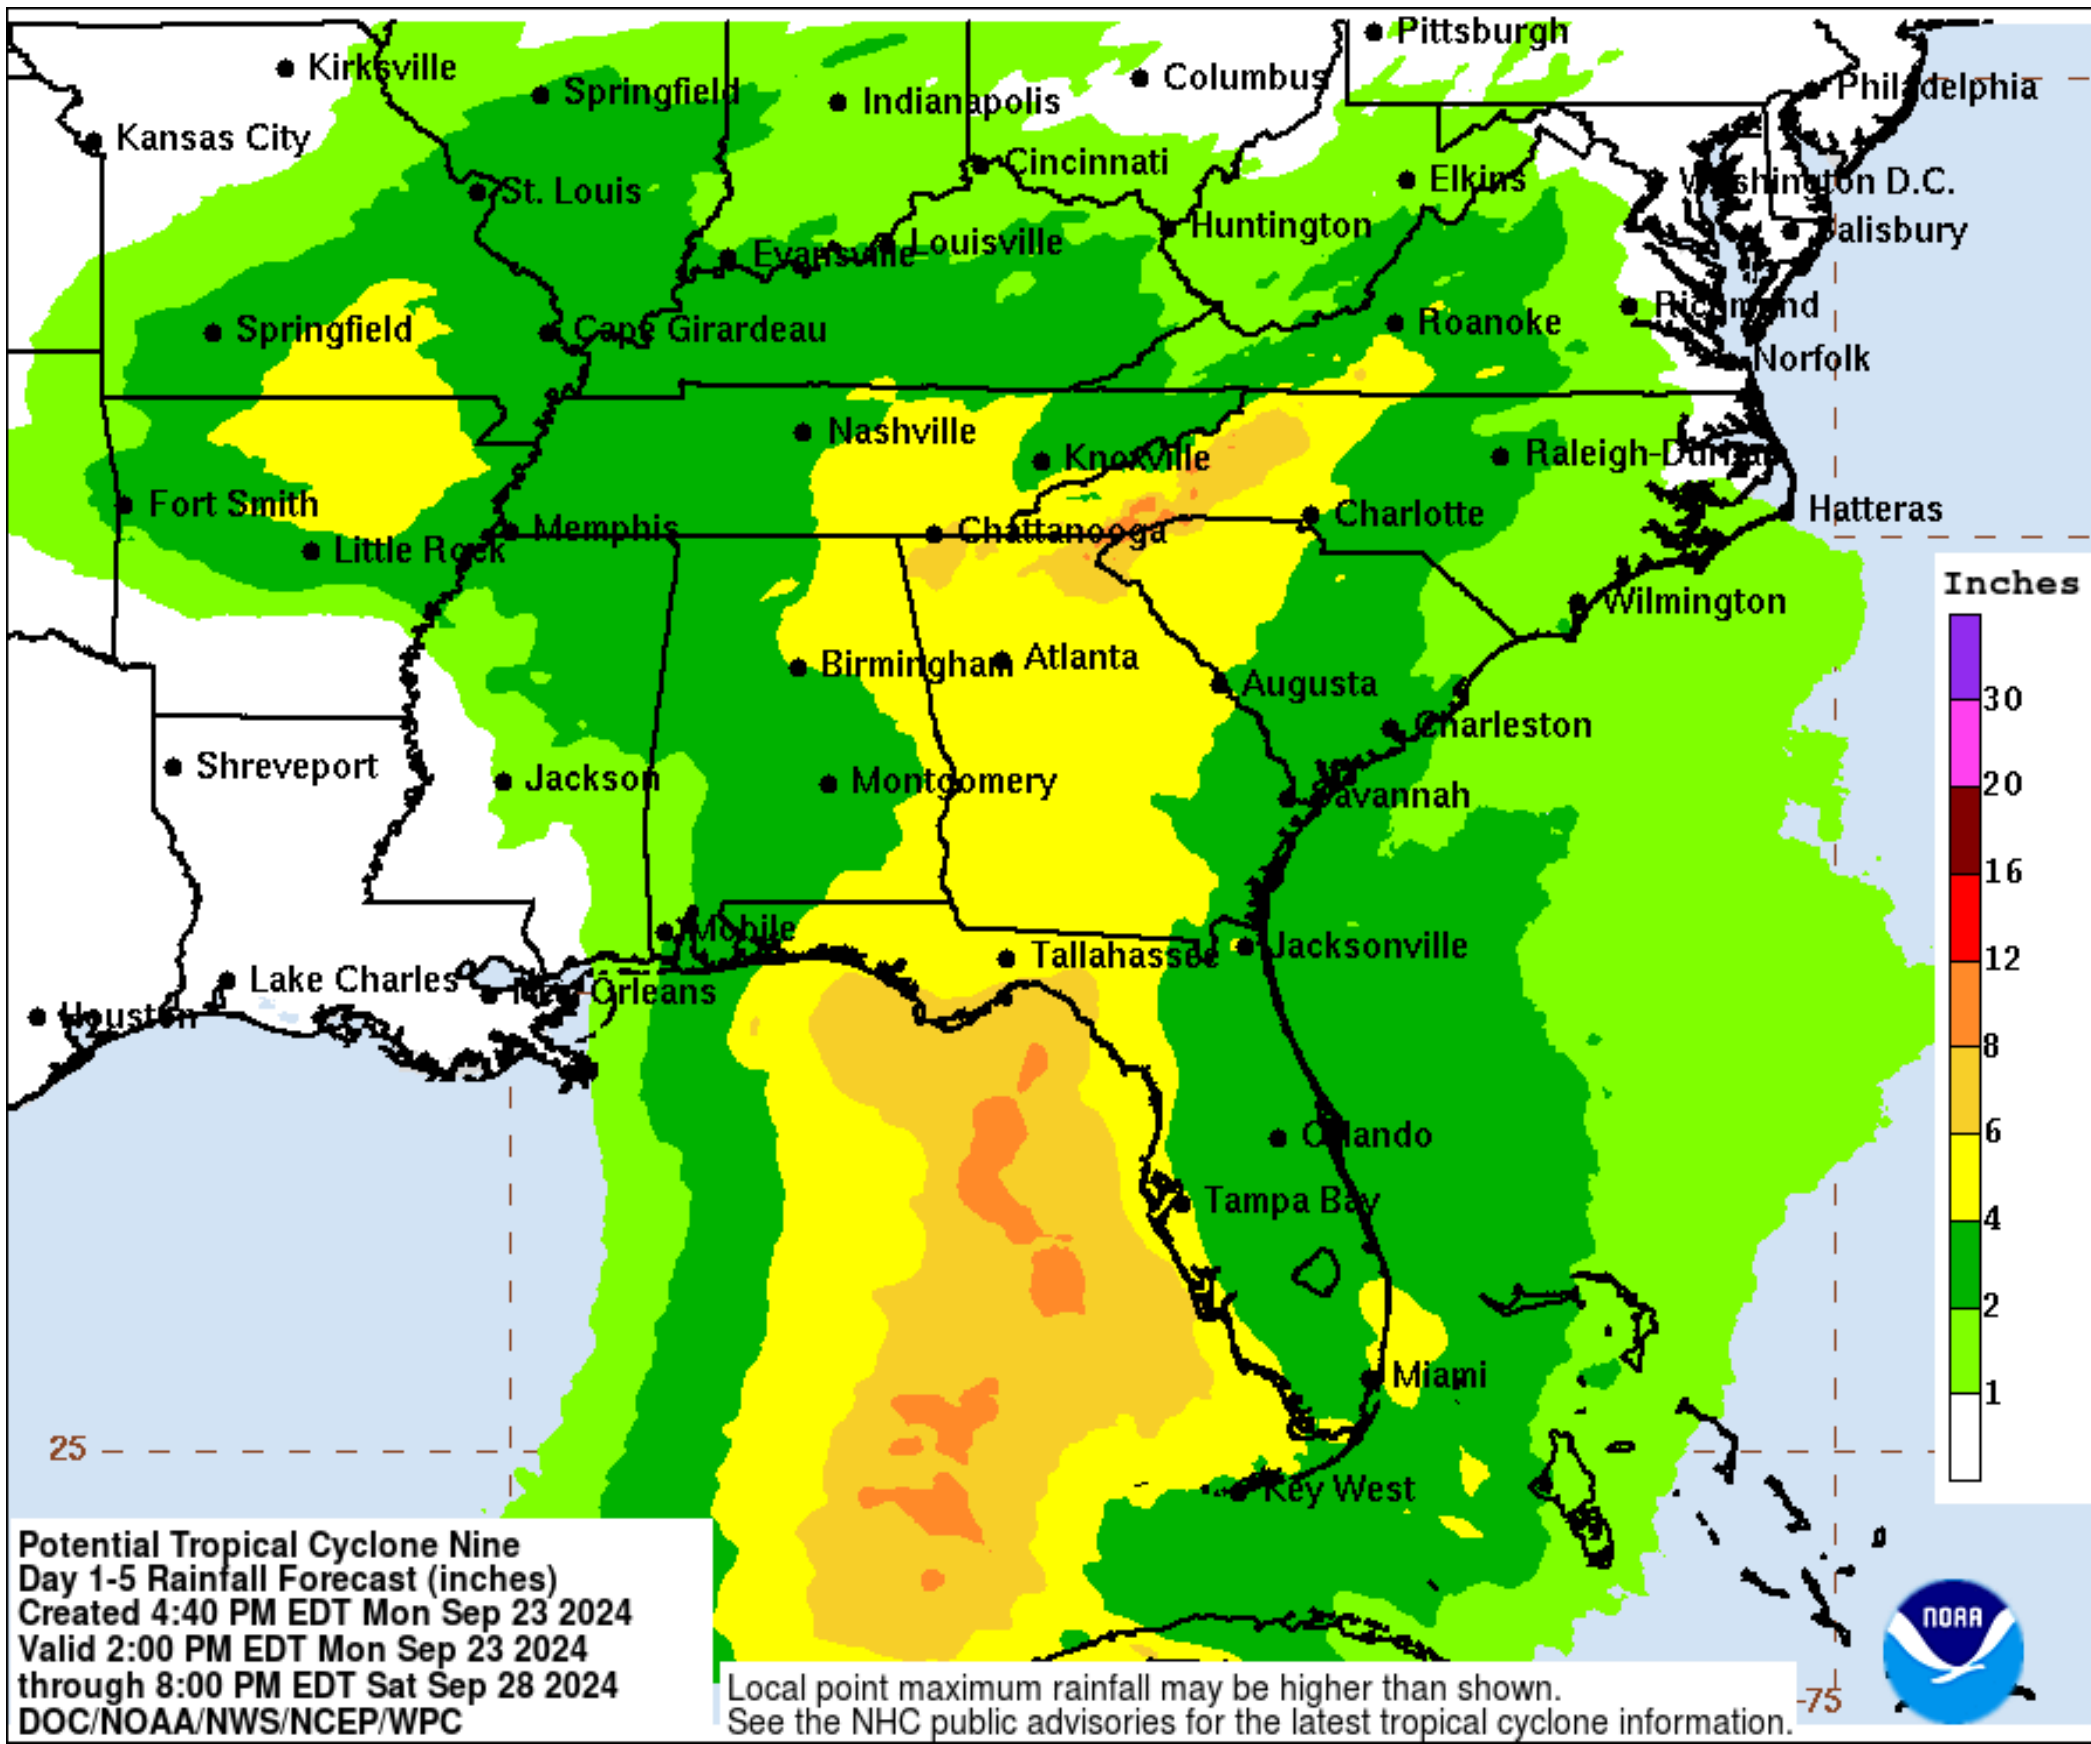 Pittsburgh
Kirksville
Columbus
Philadelphia
Springfield
Indianapolis
Kansas City
Cincinnati
Elkins
Washington D.C.
St. Louis
Huntington
Salisbury
Evansville
Louisville
Richmond
Springfield
Cape Girardeau
Roanoke
Norfolk
Nashville
Knoxville
Raleigh-Durham
Fort Smith
Memphis
Chattanooga
Charlotte
Hatteras
Little Rock
Inches
Wilmington
Birmingham
Atlanta
Augusta
30
Charleston
Shreveport
Jackson
Montgomery
Savannah
20
16
Mobile
Tallahassee
Jacksonville
12
Lake Charles
New Orleans
Houston
8
Orlando
6
Tampa Bay
4
2
Miami
1
25
Key West
Potential Tropical Cyclone Nine
Day 1-5 Rainfall Forecast (inches)
Created 4:40 PM EDT Mon Sep 23 2024
Valid 2:00 PM EDT Mon Sep 23 2024
through 8:00 PM EDT Sat Sep 28 2024
DOC/NOAA/NWS/NCEP/WPC
Local point maximum rainfall may be higher than shown.
See the NHC public advisories for the latest tropical cyclone information.
-75
NOAA